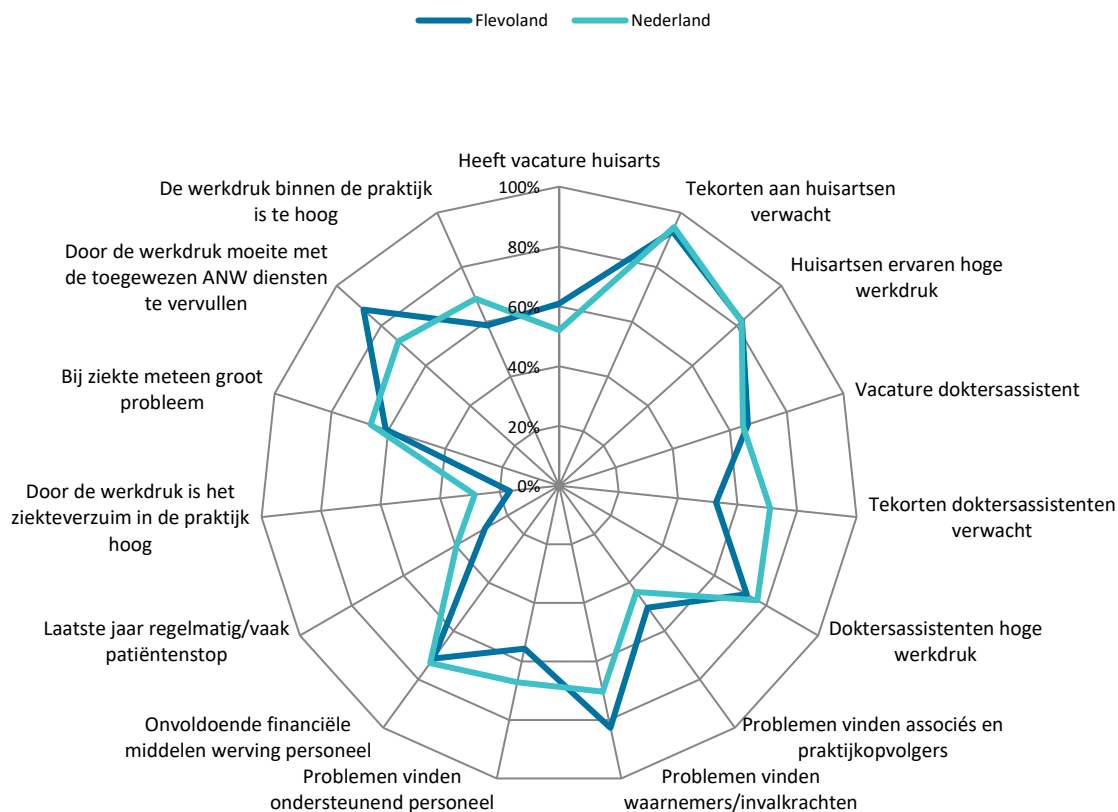 Flevoland
Nederland
Heeft vacature huisarts
Tekorten aan huisartsen
verwacht
Huisartsen ervaren hoge
werkdruk
Vacature doktersassistent
Tekorten doktersassistenten
verwacht
Doktersassistenten hoge
werkdruk
Problemen vinden associés en
praktijkopvolgers
Problemen vinden
waarnemers/invalkrachten
Problemen vinden
ondersteunend personeel
Onvoldoende financiële
middelen werving personeel
Laatste jaar regelmatig/vaak
patiëntenstop
Door de werkdruk is het
ziekteverzuim in de praktijk
hoog
Bij ziekte meteen groot
probleem
Door de werkdruk moeite met
de toegewezen ANW diensten
te vervullen
De werkdruk binnen de praktijk
is te hoog
100%
80%
60%
40%
20%
0%